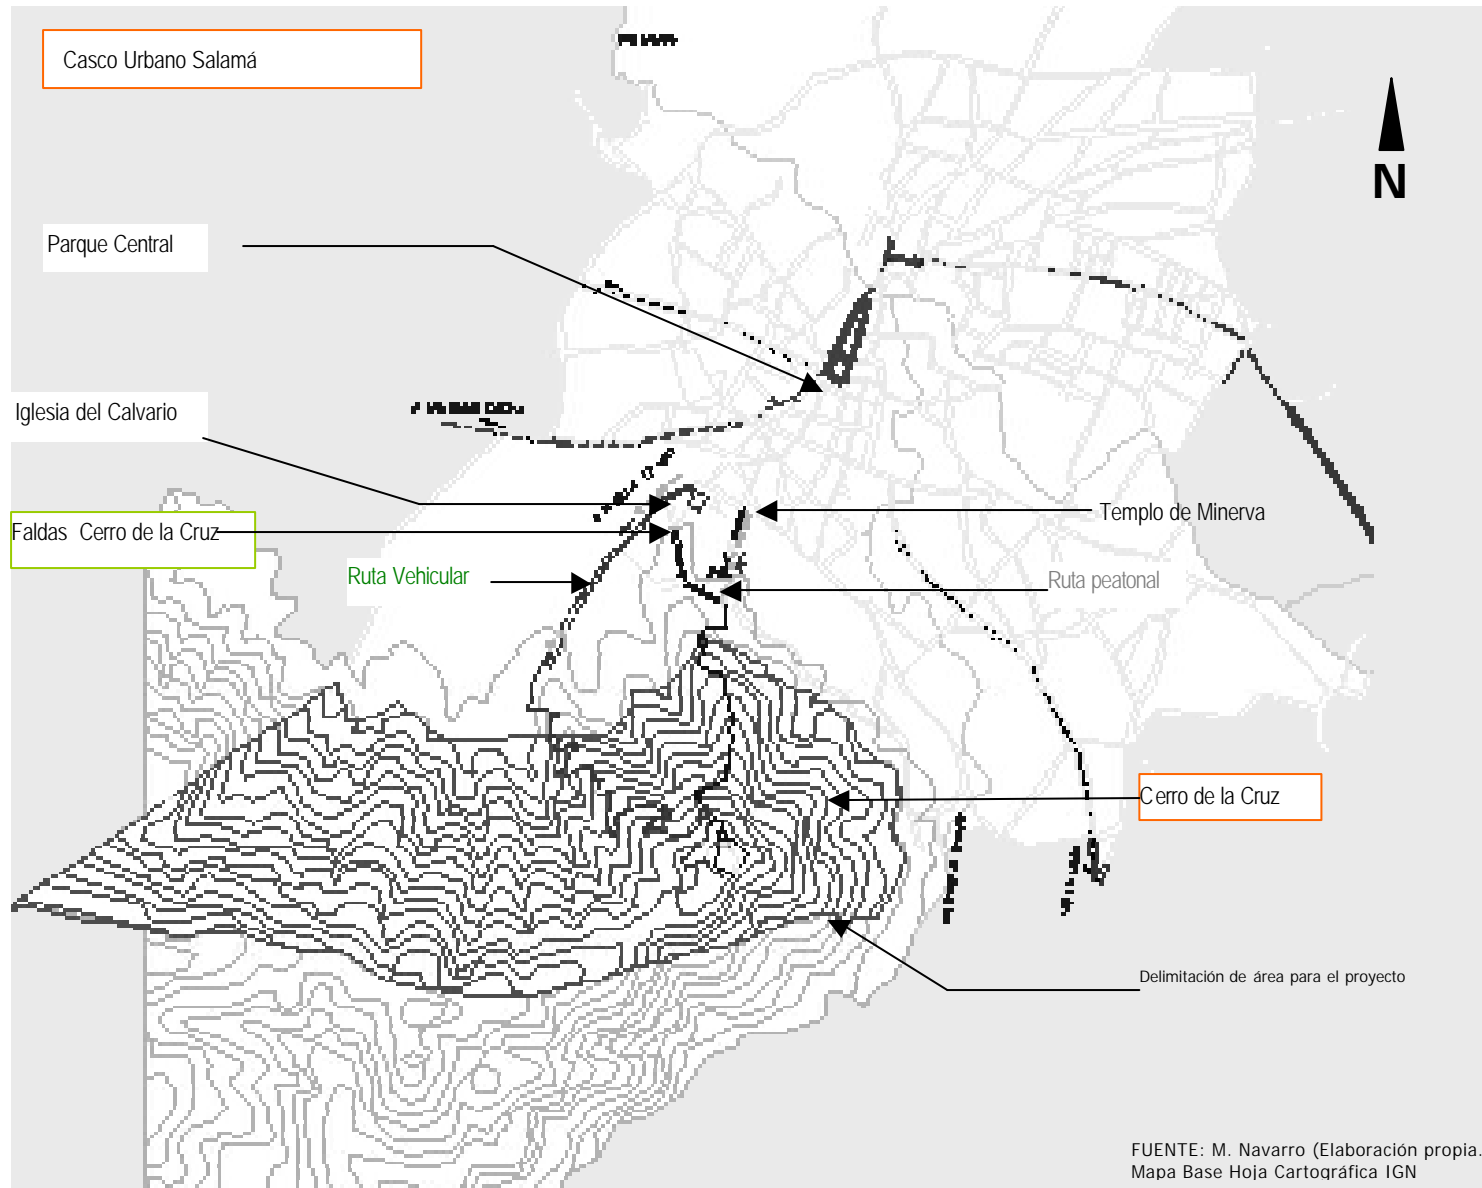 Casco Urbano Salamá
N
Parque Central
Iglesia del Calvario
Faldas Cerro de la Cruz
Templo de Minerva
Ruta Vehicular
Ruta peatonal
Cerro de la Cruz
Delimitación de área para el proyecto
FUENTE: M. Navarro (Elaboración propia.
Mapa Base Hoja Cartográfica IGN